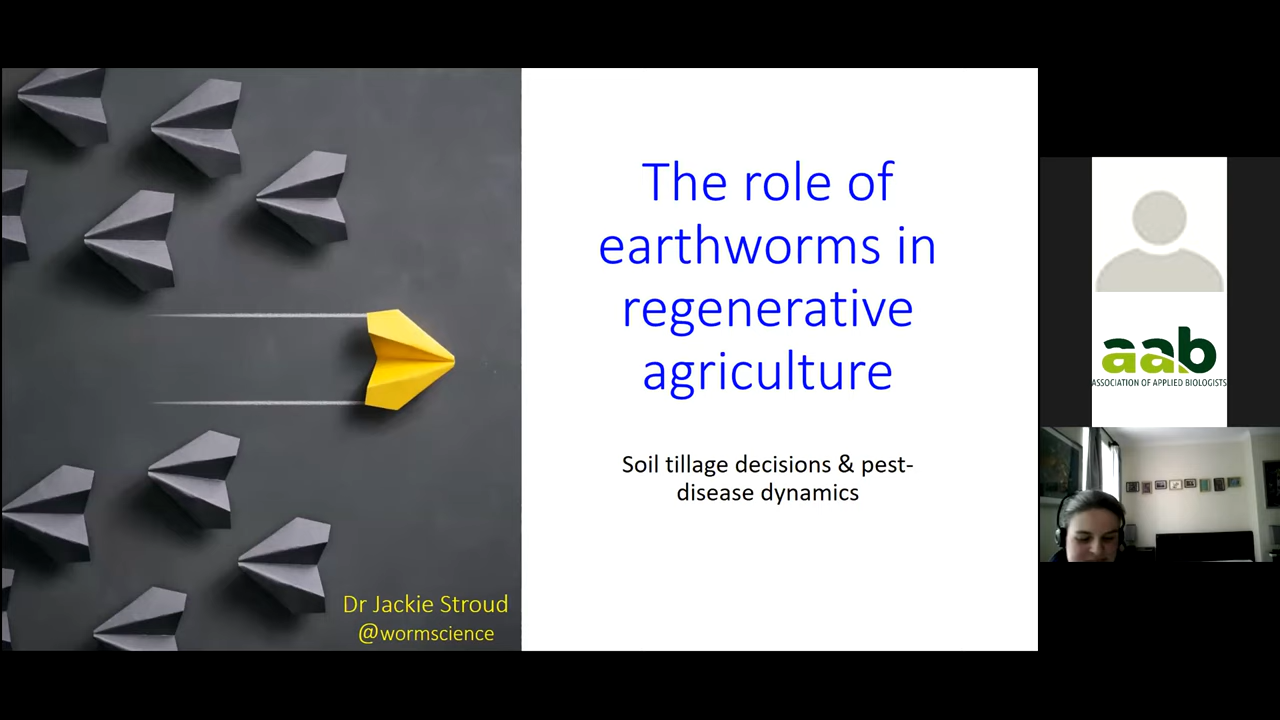 The role of
earthworms in
regenerative
agriculture
Soil tillage decisions & pest-
disease dynamics
Dr Jackie Stroud
@wormscience
aab
ASSOCIATION OF APPLIED BIOLOGISTS